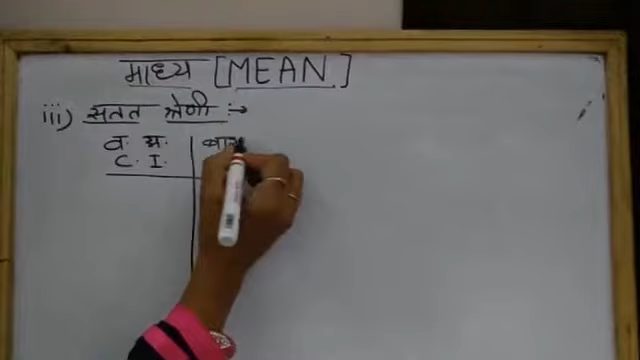 माध्य [MEAN]
iii) सतत श्रेणी :→
व. अ.
C. I.